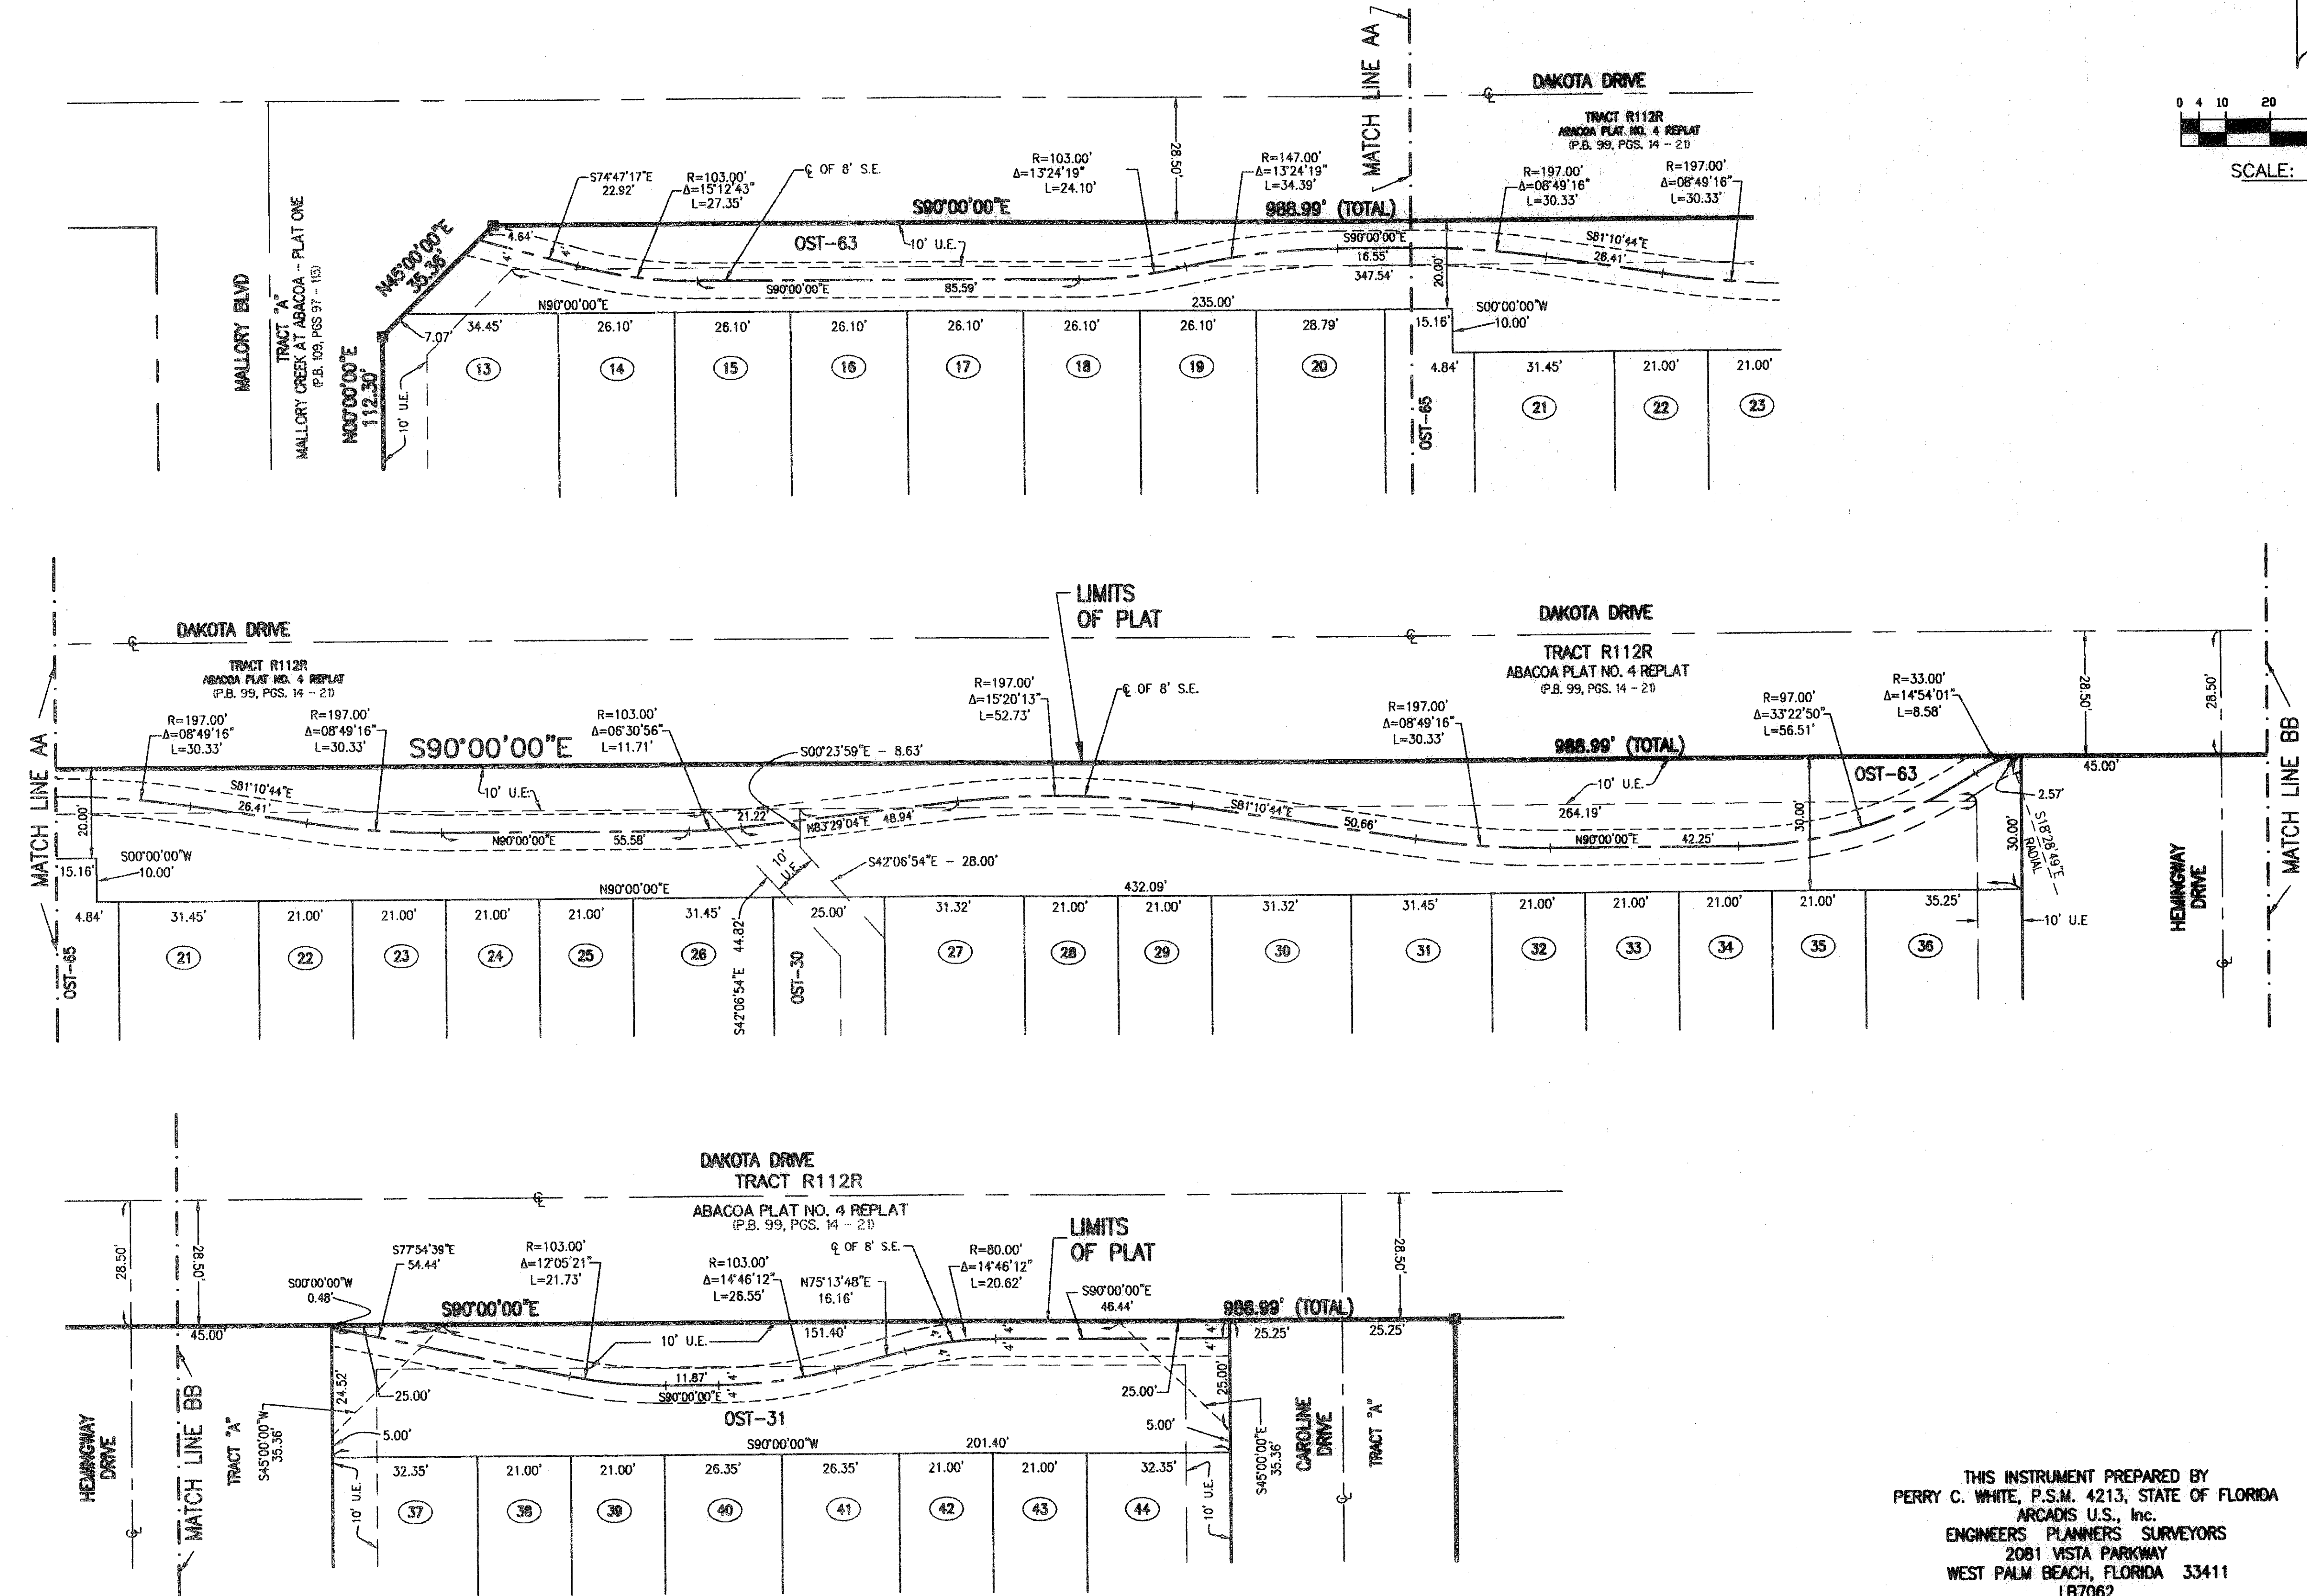 MATCH LINE AA
DAKOTA DRIVE
TRACT R112R
ABACOA PLAT NO. 4 REPLAT
(P.B. 99, PGS. 14 - 21)
0 4 10 20
SCALE:
MALLORY BLVD
TRACT "A"
MALLORY CREEK AT ABACOA - PLAT ONE
N45°00'00"E
35.36'
N00°00'00"E
112.30'
10' U.E.
7.07'
4.64'
4'
4'
S74°47'17"E
22.92'
R=103.00'
Δ=15°12'43"
L=27.35'
℄ OF 8' S.E.
OST-63
S90°00'00"E
10' U.E.
R=103.00'
Δ=13°24'19"
L=24.10'
28.50'
R=147.00'
Δ=13°24'19"
L=34.39'
988.99' (TOTAL)
S90°00'00"E
16.55'
347.54'
S90°00'00"E 85.59'
N90°00'00"E 235.00'
20.00'
R=197.00'
Δ=08°49'16"
L=30.33'
R=197.00'
Δ=08°49'16"
L=30.33'
S81°10'44"E
26.41'
S00°00'00"W
10.00'
34.45' 26.10' 26.10' 26.10' 26.10' 26.10' 26.10' 28.79' 15.16'
4.84' 31.45' 21.00' 21.00'
13 14 15 16 17 18 19 20
21 22 23
OST-65
MATCH LINE AA
DAKOTA DRIVE
TRACT R112R
ABACOA PLAT NO. 4 REPLAT
(P.B. 99, PGS. 14 - 21)
LIMITS
OF PLAT
DAKOTA DRIVE
TRACT R112R
ABACOA PLAT NO. 4 REPLAT
(P.B. 99, PGS. 14 - 21)
R=197.00'
Δ=08°49'16"
L=30.33'
R=197.00'
Δ=08°49'16"
L=30.33'
R=103.00'
Δ=06°30'56"
L=11.71'
S90°00'00"E
S00°23'59"E - 8.63'
R=197.00'
Δ=15°20'13"
L=52.73'
℄ OF 8' S.E.
R=197.00'
Δ=08°49'16"
L=30.33'
988.99' (TOTAL)
R=97.00'
Δ=33°22'50"
L=56.51'
R=33.00'
Δ=14°54'01"
L=8.58'
28.50'
28.50'
MATCH LINE BB
45.00'
20.00'
S81°10'44"E
26.41'
10' U.E.
N90°00'00"E 55.58'
21.22'
N83°29'04"E 48.94'
S81°10'44"E
50.66'
10' U.E.
264.19'
N90°00'00"E 42.25'
30.00'
OST-63
2.57'
30.00'
S18°28'49"E -
RADIAL
S00°00'00"W
10.00'
15.16'
N90°00'00"E 432.09'
10'
U.E.
S42°06'54"E - 28.00'
S42°06'54"E 44.82'
4.84' 31.45' 21.00' 21.00' 21.00' 21.00' 31.45' 25.00' 31.32' 21.00' 21.00' 31.32' 31.45' 21.00' 21.00' 21.00' 21.00' 35.25'
10' U.E
OST-65
21 22 23 24 25 26
OST-30
27 28 29 30 31 32 33 34 35 36
HEMINGWAY
DRIVE
DAKOTA DRIVE
TRACT R112R
ABACOA PLAT NO. 4 REPLAT
(P.B. 99, PGS. 14 - 21)
28.50'
28.50'
S00°00'00"W
0.48'
S77°54'39"E
54.44'
S90°00'00"E
R=103.00'
Δ=12°05'21"
L=21.73'
R=103.00'
Δ=14°46'12"
L=26.55'
N75°13'48"E
16.16'
℄ OF 8' S.E.
R=80.00'
Δ=14°46'12"
L=20.62'
LIMITS
OF PLAT
S90°00'00"E
46.44'
988.99' (TOTAL)
28.50'
45.00'
10' U.E.
151.40'
25.25' 25.25'
24.52'
25.00'
11.87'
S90°00'00"E
4'
4'
4'
4'
4'
4'
4'
4'
25.00'
25.00'
OST-31
5.00'
5.00'
S90°00'00"W 201.40'
S45°00'00"W
35.36'
S45°00'00"E
35.36'
HEMINGWAY
DRIVE
MATCH LINE BB
TRACT "A"
10' U.E.
32.35' 21.00' 21.00' 26.35' 26.35' 21.00' 21.00' 32.35'
37 38 39 40 41 42 43 44
10' U.E.
CAROLINE
DRIVE
TRACT "A"
THIS INSTRUMENT PREPARED BY
PERRY C. WHITE, P.S.M. 4213, STATE OF FLORIDA
ARCADIS U.S., Inc.
ENGINEERS PLANNERS SURVEYORS
2081 VISTA PARKWAY
WEST PALM BEACH, FLORIDA 33411
LB7062